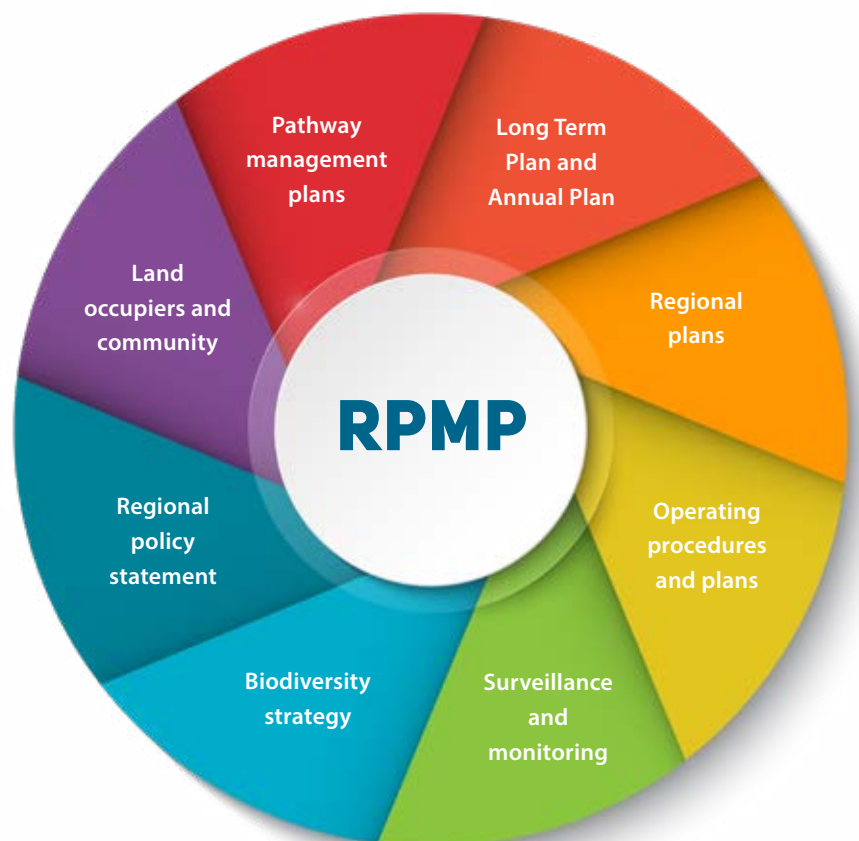 Pathway
management
plans
Long Term
Plan and
Annual Plan
Regional
plans
Operating
procedures
and plans
Surveillance
and
monitoring
Biodiversity
strategy
Regional
policy
statement
Land
occupiers and
community
RPMP